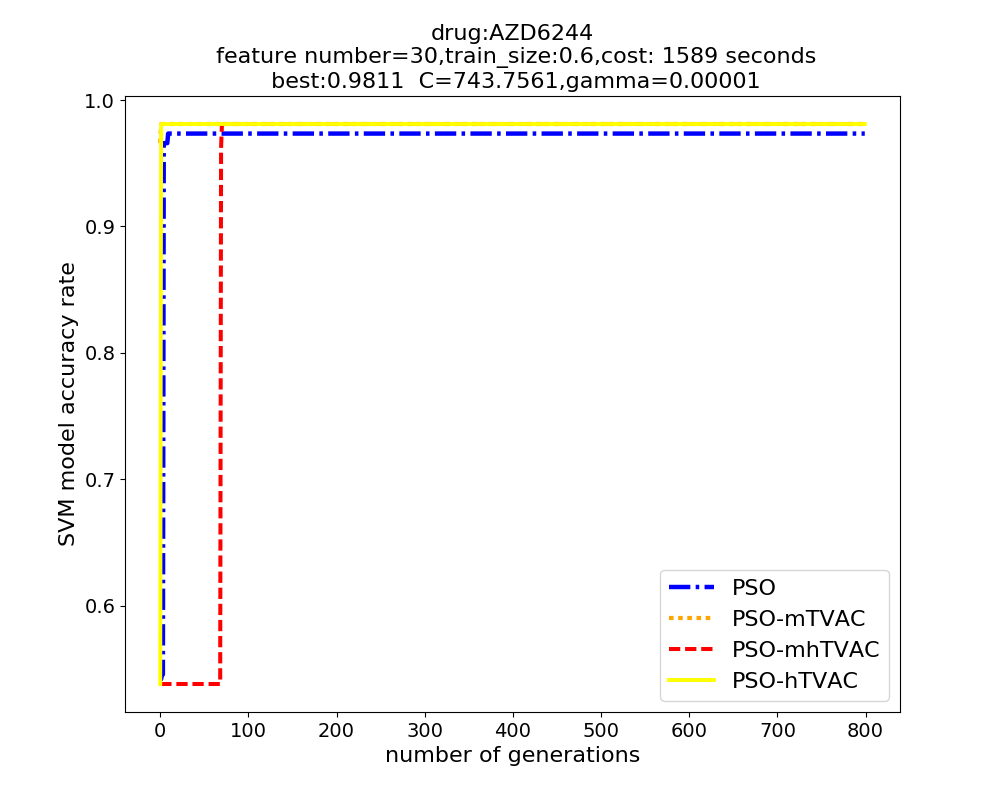 drug:AZD6244
feature number=30,train_size:0.6,cost: 1589 seconds
best:0.9811  C=743.7561,gamma=0.00001
1.0
0.9
0.8
0.7
0.6
SVM model accuracy rate
PSO
PSO-mTVAC
PSO-mhTVAC
PSO-hTVAC
0 100 200 300 400 500 600 700 800
number of generations